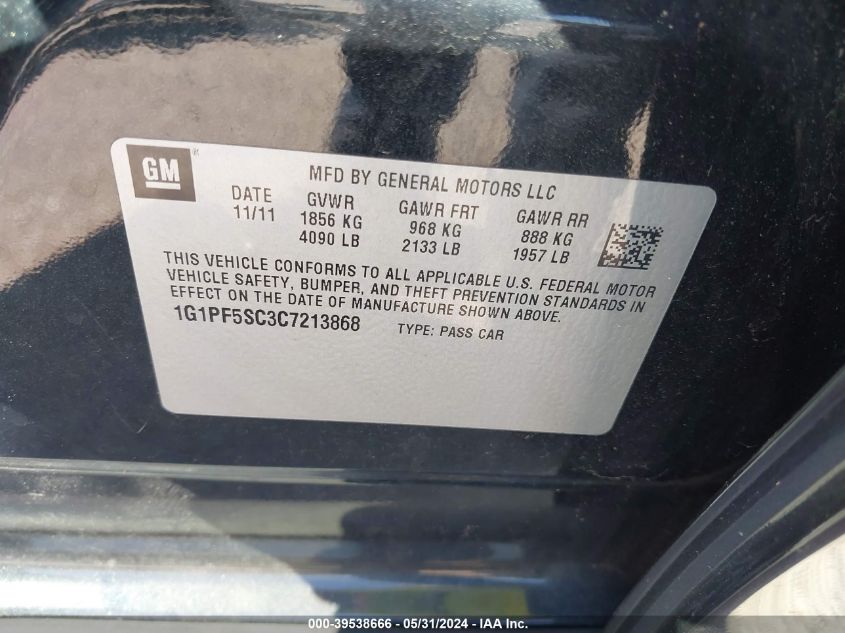 GM®
MFD BY GENERAL MOTORS LLC
DATE GVWR GAWR FRT GAWR RR
11/11 1856 KG 968 KG 888 KG
4090 LB 2133 LB 1957 LB
THIS VEHICLE CONFORMS TO ALL APPLICABLE U.S. FEDERAL MOTOR
VEHICLE SAFETY, BUMPER, AND THEFT PREVENTION STANDARDS IN
EFFECT ON THE DATE OF MANUFACTURE SHOWN ABOVE.
1G1PF5SC3C7213868 TYPE: PASS CAR
000-39538666 - 05/31/2024 - IAA Inc.